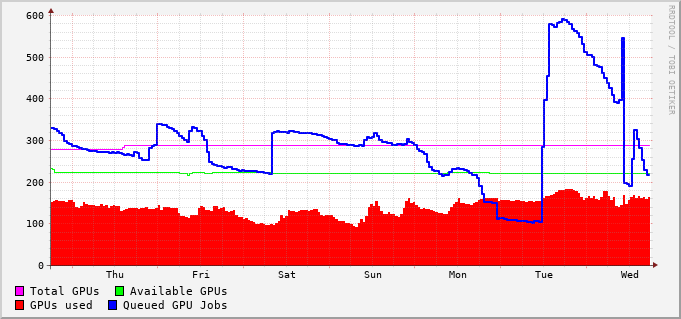 600
500
400
300
200
100
0
Thu Fri Sat Sun Mon Tue Wed
Total GPUs Available GPUs
GPUs used Queued GPU Jobs
RRDTOOL / TOBI OETIKER